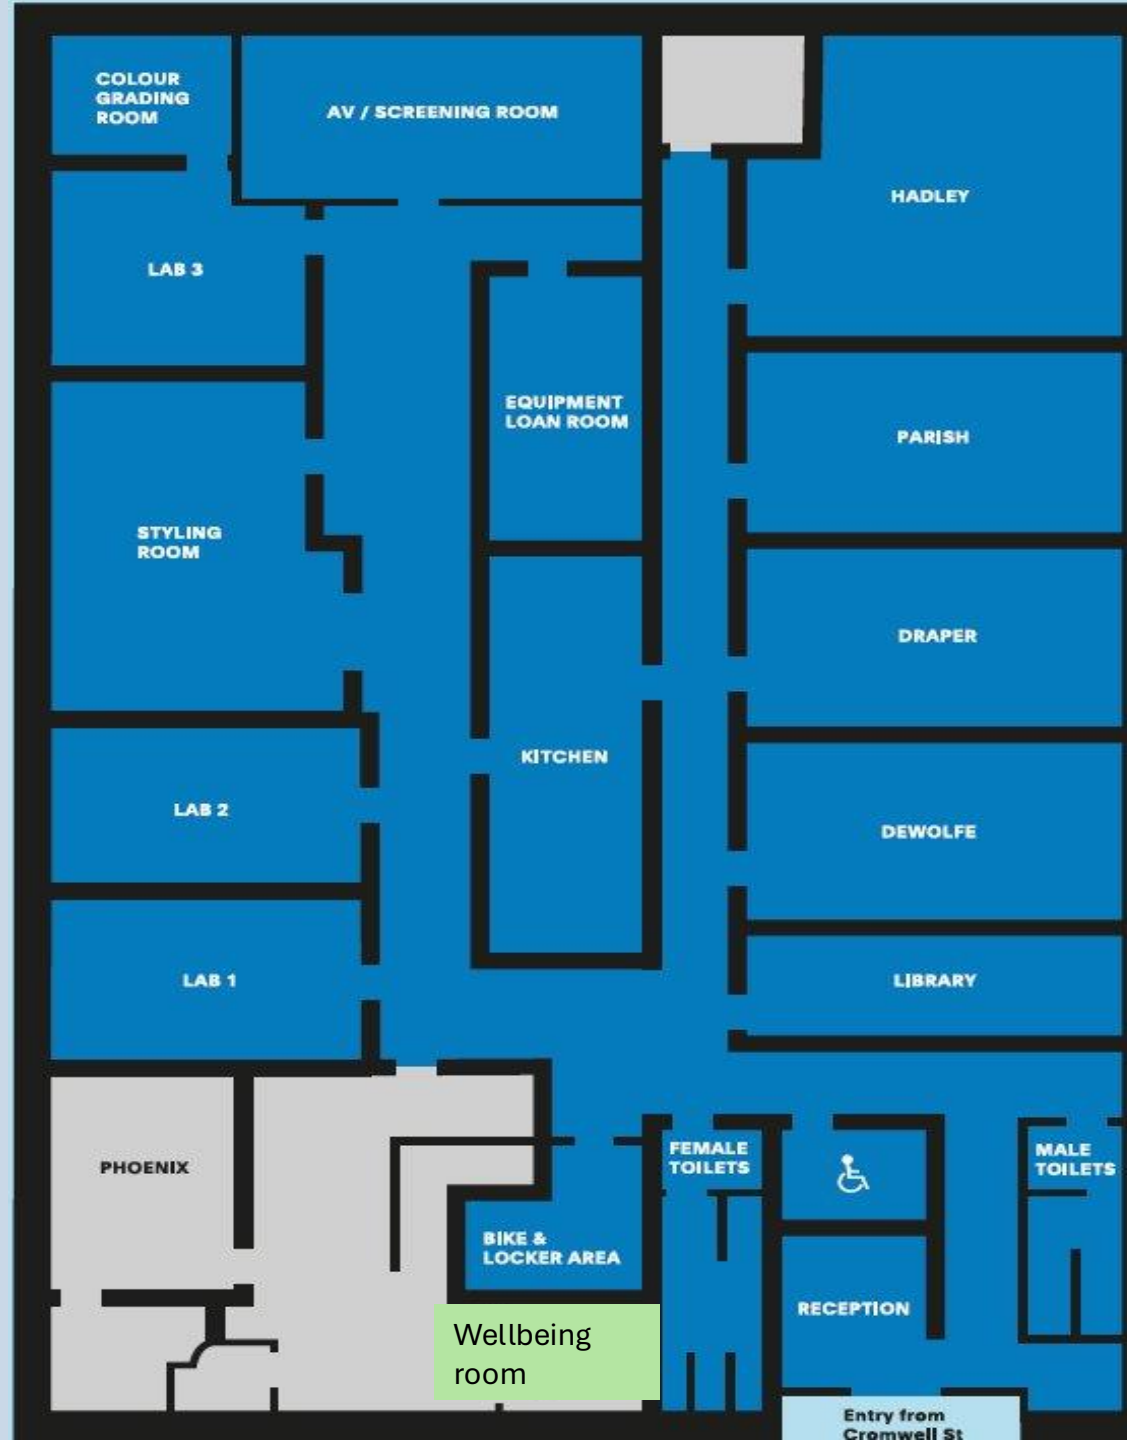 COLOUR
GRADING
ROOM
AV / SCREENING ROOM
HADLEY
LAB 3
EQUIPMENT
LOAN ROOM
PARISH
STYLING
ROOM
DRAPER
KITCHEN
LAB 2
DEWOLFE
LAB 1
LIBRARY
PHOENIX
FEMALE
TOILETS
MALE
TOILETS
BIKE &
LOCKER AREA
RECEPTION
Wellbeing
room
Entry from
Cromwell St